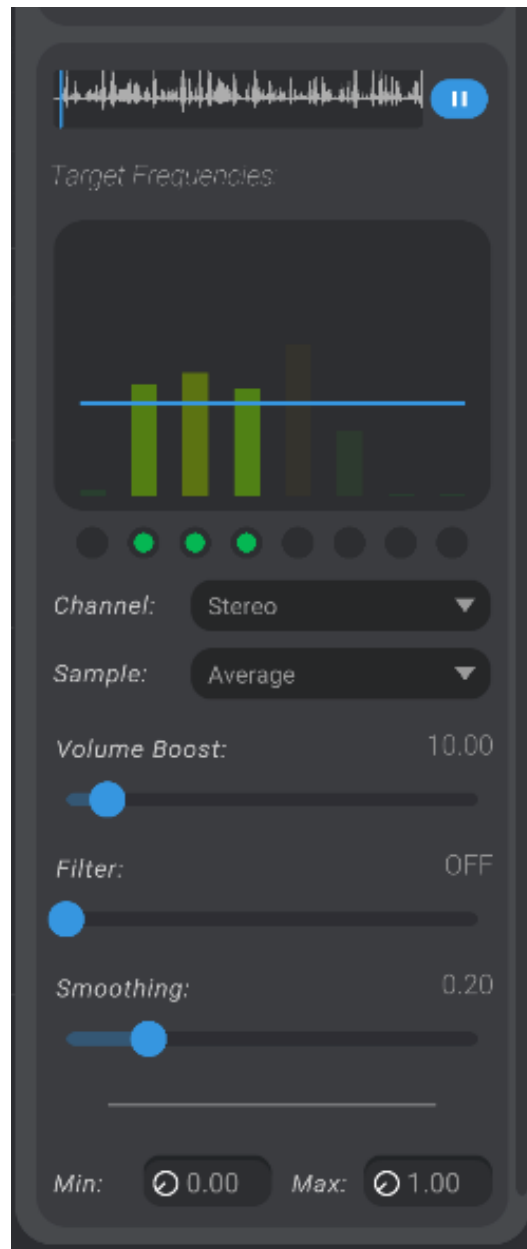 Target Frequencies:
Channel: Stereo
Sample: Average
Volume Boost: 10.00
Filter: OFF
Smoothing: 0.20
Min: 0.00 Max: 1.00